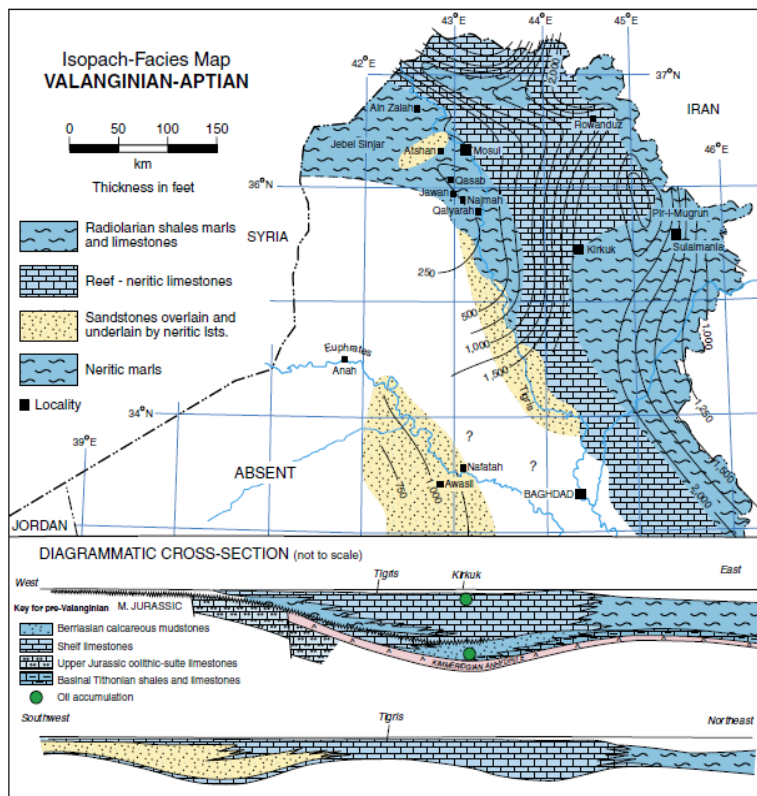 Isopach-Facies Map
VALANGINIAN-APTIAN
0 50 100 150
km
Thickness in feet
Radiolarian shales marls
and limestones
Reef - neritic limestones
Sandstones overlain and
underlain by neritic lsts.
Neritic marls
Locality
43°E
44°E
45°E
42°E
37°N
IRAN
46°E
2,000
Ain Zalah
Rowanduz
Jebel Sinjar
Atshan
Mosul
36°N
Qasab
Jawan
Najmah
Qaiyarah
Pir-i-Mugrun
SYRIA
Kirkuk
Sulaimania
250
500
1,000
1,000
1,500
Euphrates
Anah
Tigris
1,250
34°N
39°E
?
1,500
ABSENT
Nafatah
?
750
1,000
Awasil
BAGHDAD
2,000
JORDAN
DIAGRAMMATIC CROSS-SECTION (not to scale)
West
Tigris
Kirkuk
East
Key for pre-Valanginian
M. JURASSIC
Berriasian calcareous mudstones
Shelf limestones
Upper Jurassic oolithic-suite limestones
Basinal Tithonian shales and limestones
KIMMERIDGIAN ANHYDRITE
Oil accumulation
Southwest
Tigris
Northeast